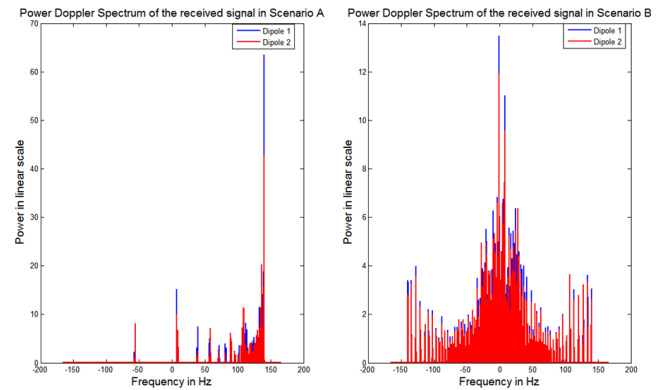 Power Doppler Spectrum of the received signal in Scenario A
Power Doppler Spectrum of the received signal in Scenario B
70
60
50
40
30
20
10
0
Power in linear scale
Dipole 1
Dipole 2
-200 -150 -100 -50 0 50 100 150 200
Frequency in Hz
14
12
10
8
6
4
2
0
Power in linear scale
Dipole 1
Dipole 2
-200 -150 -100 -50 0 50 100 150 200
Frequency in Hz